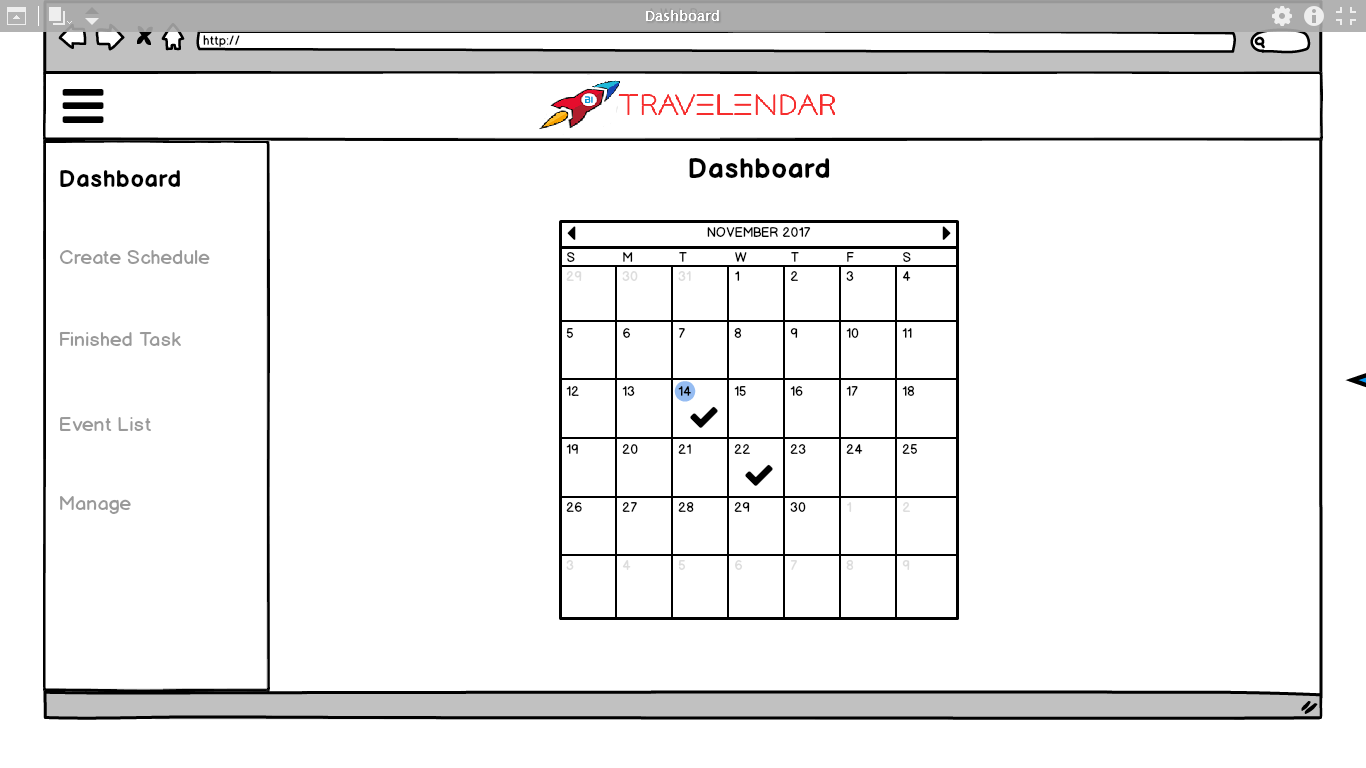 Dashboard
http://
ai
TRAVELENDAR
Dashboard
Create Schedule
Finished Task
Event List
Manage
Dashboard
NOVEMBER 2017
S M T W T F S
29 30 31 1 2 3 4
5 6 7 8 9 10 11
12 13 14 15 16 17 18
19 20 21 22 23 24 25
26 27 28 29 30 1 2
3 4 5 6 7 8 9